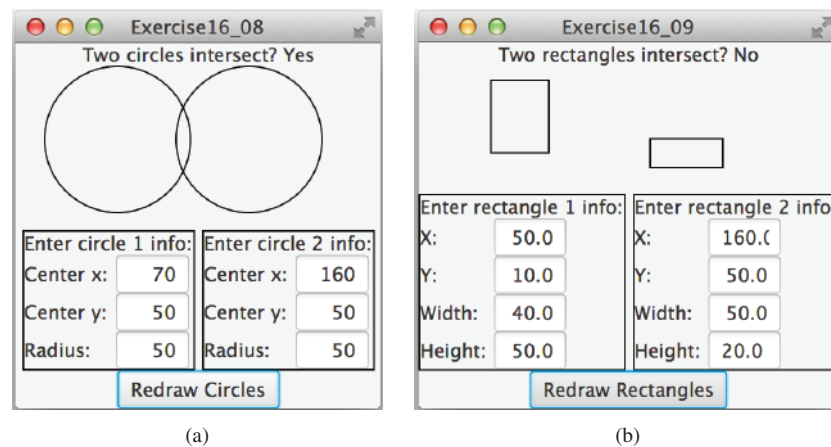 Exercise16_08
Two circles intersect? Yes
Enter circle 1 info:
Center x: 70
Center y: 50
Radius: 50
Enter circle 2 info:
Center x: 160
Center y: 50
Radius: 50
Redraw Circles
(a)
Exercise16_09
Two rectangles intersect? No
Enter rectangle 1 info:
X: 50.0
Y: 10.0
Width: 40.0
Height: 50.0
Enter rectangle 2 info
X: 160.(
Y: 50.0
Width: 50.0
Height: 20.0
Redraw Rectangles
(b)